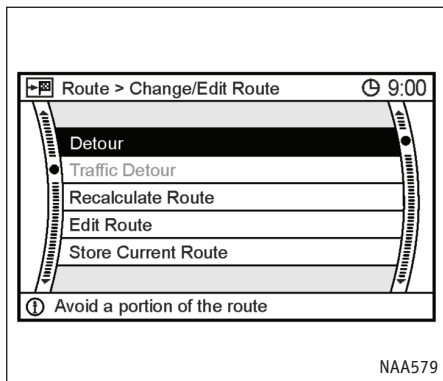 Route > Change/Edit Route 9:00
Detour
Traffic Detour
Recalculate Route
Edit Route
Store Current Route
Avoid a portion of the route
NAA579